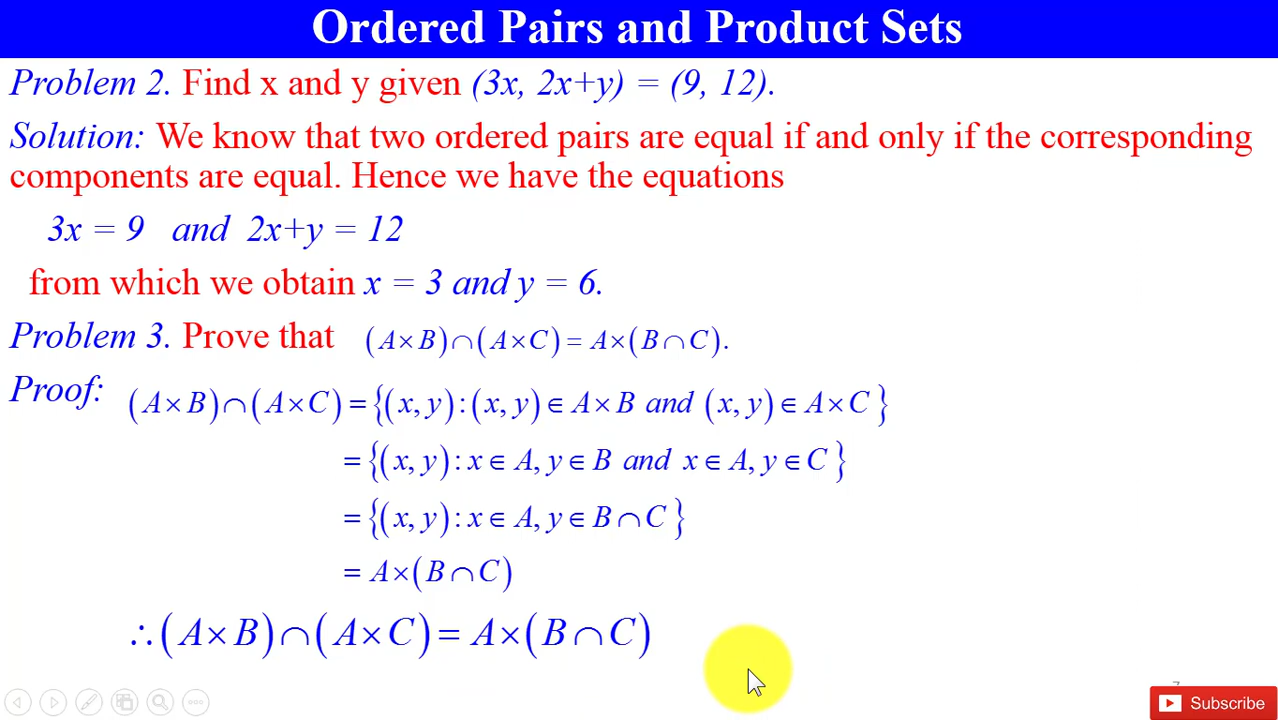 Ordered Pairs and Product Sets
Problem 2. Find x and y given (3x, 2x+y) = (9, 12).
Solution: We know that two ordered pairs are equal if and only if the corresponding
components are equal. Hence we have the equations
3x = 9 and 2x+y = 12
from which we obtain x = 3 and y = 6.
Problem 3. Prove that (A×B)∩(A×C) = A×(B∩C).
Proof: (A×B)∩(A×C) = {(x, y) : (x, y) ∈ A×B and (x, y) ∈ A×C}
= {(x, y) : x ∈ A, y ∈ B and x ∈ A, y ∈ C}
= {(x, y) : x ∈ A, y ∈ B ∩ C}
= A×(B∩C)
∴ (A×B)∩(A×C) = A×(B∩C)
Subscribe